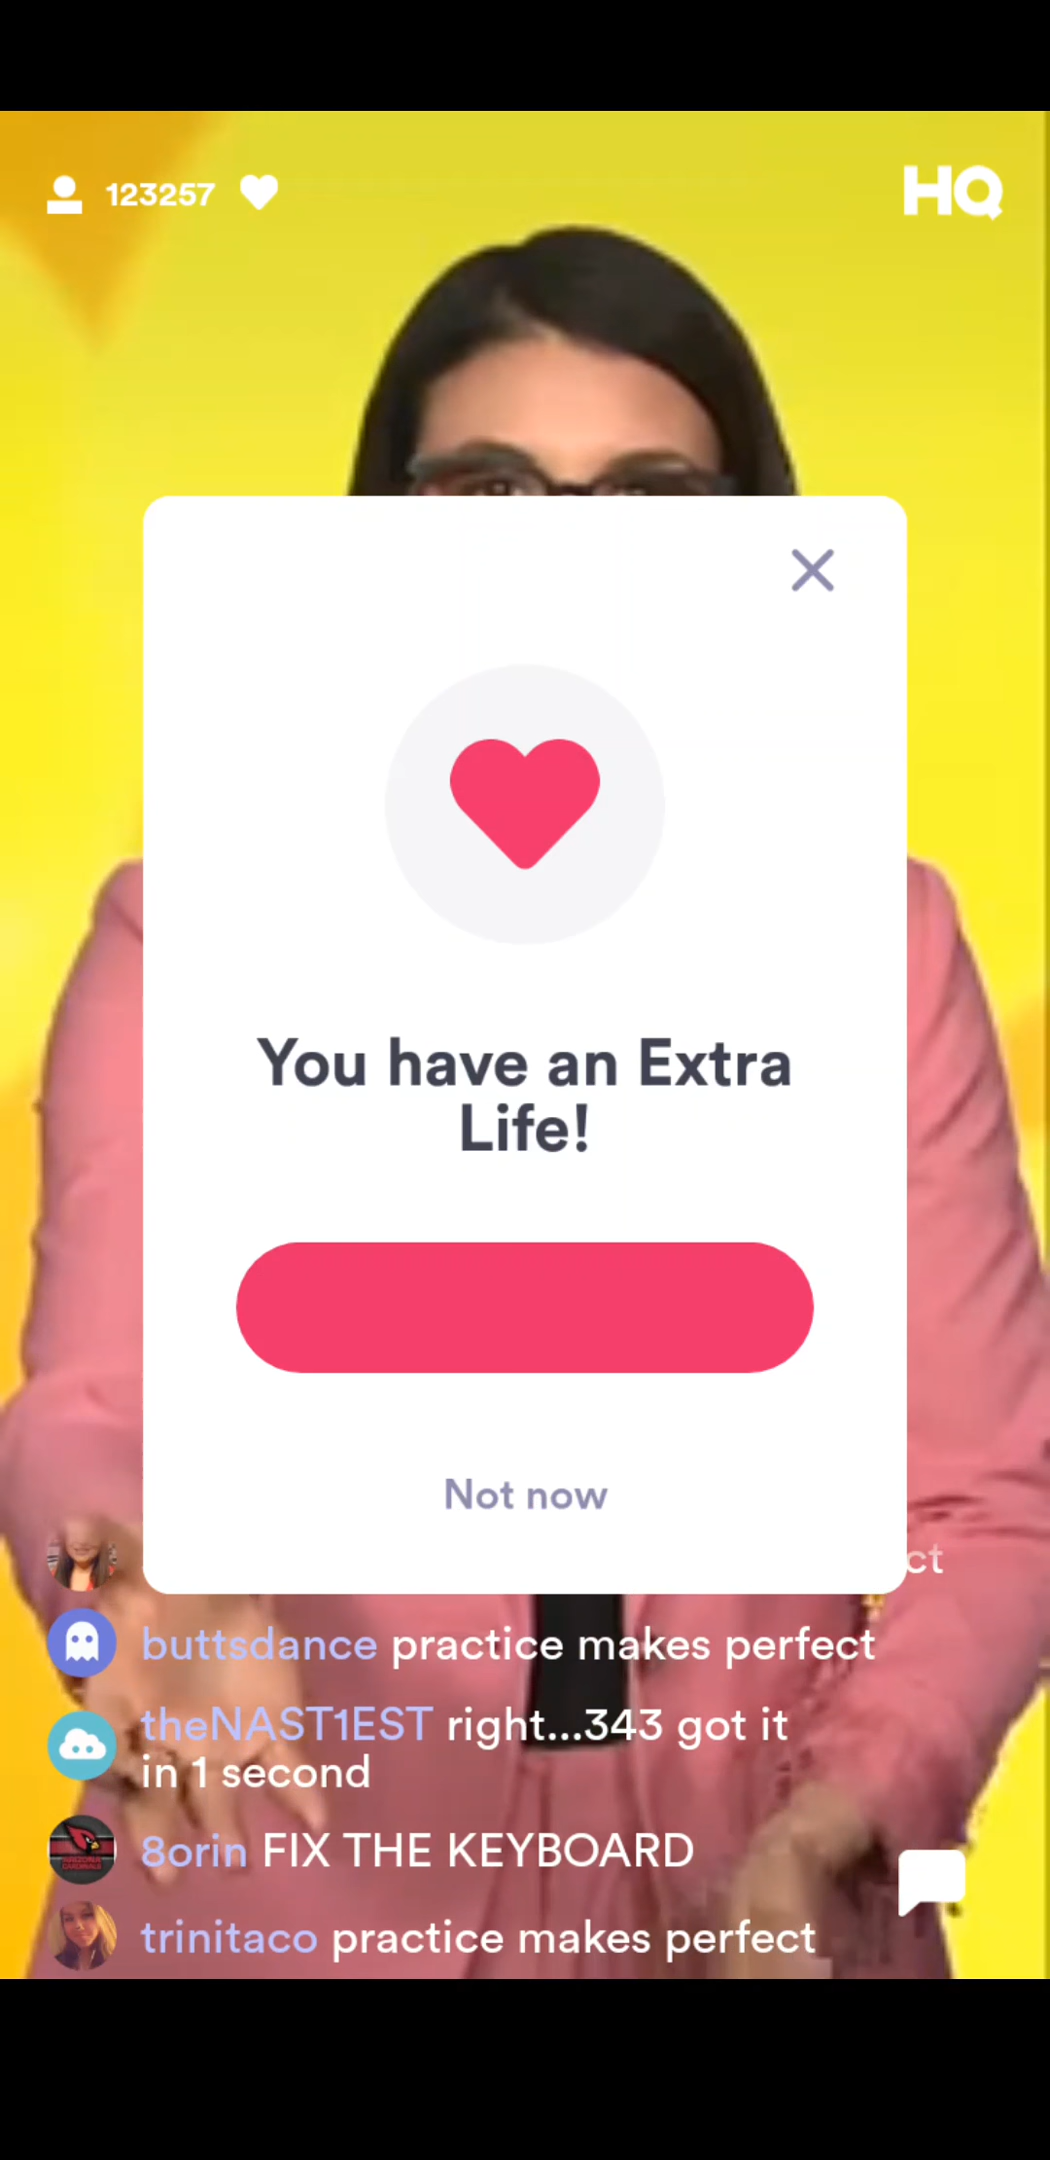 123257
HQ
You have an Extra
Life!
Not now
ct
buttsdance practice makes perfect
theNAST1EST right...343 got it
in 1 second
8orin FIX THE KEYBOARD
trinitaco practice makes perfect